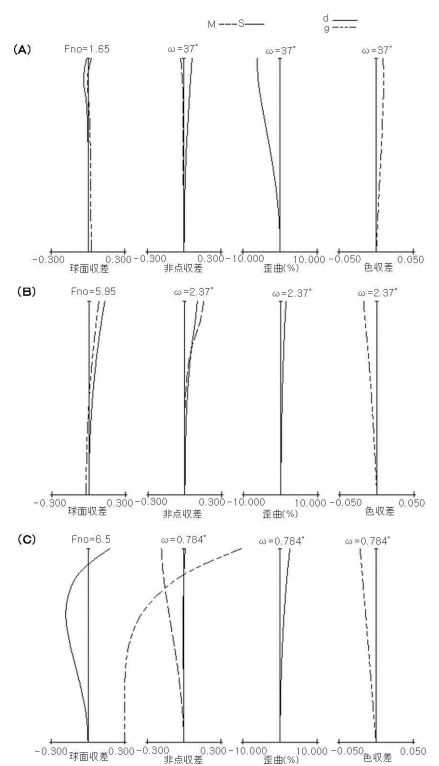 M S d
g
(A)
Fno=1.65 ω=37° ω=37° ω=37°
−0.300 0.300 −0.300 0.300 −10.000 10.000 −0.050 0.050
球面収差 非点収差 歪曲(%) 色収差
(B)
Fno=5.95 ω=2.37° ω=2.37° ω=2.37°
−0.300 0.300 −0.300 0.300 −10.000 10.000 −0.050 0.050
球面収差 非点収差 歪曲(%) 色収差
(C)
Fno=6.5 ω=0.784° ω=0.784° ω=0.784°
−0.300 0.300 −0.300 0.300 −10.000 10.000 −0.050 0.050
球面収差 非点収差 歪曲(%) 色収差